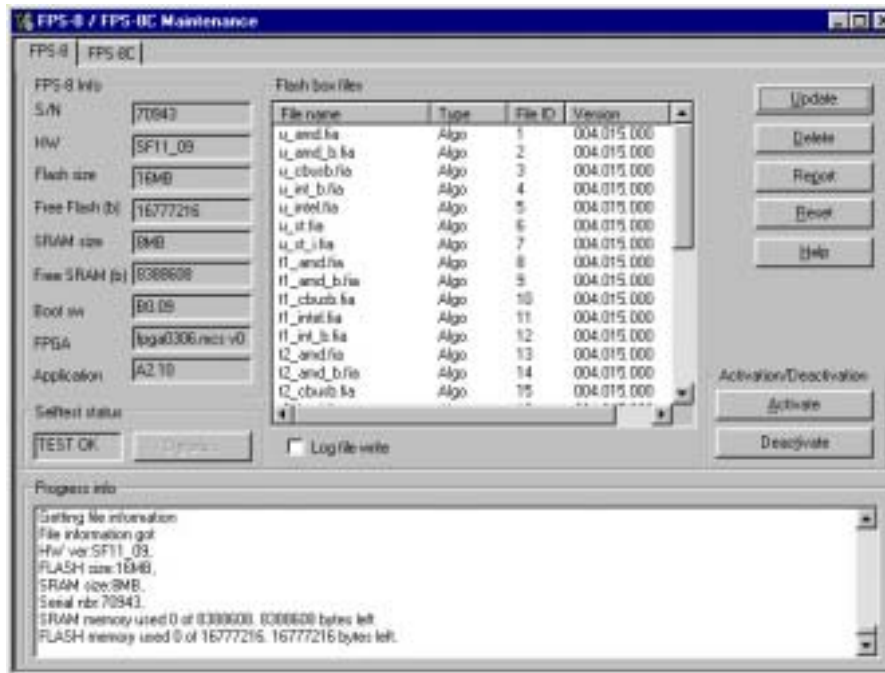 FPS-8 / FPS-8C Maintenance
FPS-8 FPS-8C
FPS-8 Info
S/N 70943
HW SF11_09
Flash size 16MB
Free Flash (b) 16777216
SRAM size 8MB
Free SRAM (b) 8388608
Boot sw B0.09
FPGA fpga0306.mcs v0
Application A2.10
Selftest status
TEST OK
Flash box files
File name Type File ID Version
u_amd.fia Algo 1 004.015.000
u_amd_b.fia Algo 2 004.015.000
u_cbusb.fia Algo 3 004.015.000
u_int_b.fia Algo 4 004.015.000
u_intel.fia Algo 5 004.015.000
u_st.fia Algo 6 004.015.000
u_st_i.fia Algo 7 004.015.000
t1_amd.fia Algo 8 004.015.000
t1_amd_b.fia Algo 9 004.015.000
t1_cbusb.fia Algo 10 004.015.000
t1_intel.fia Algo 11 004.015.000
t1_int_b.fia Algo 12 004.015.000
t2_amd.fia Algo 13 004.015.000
t2_amd_b.fia Algo 14 004.015.000
t2_cbusb.fia Algo 15 004.015.000
Log file write
Update
Delete
Report
Reset
Help
Activation/Deactivation
Activate
Deactivate
Progress info
Getting file information
File information got
HW ver:SF11_09,
FLASH size:16MB,
SRAM size:8MB,
Serial nbr:70943.
SRAM memory used 0 of 8388608. 8388608 bytes left
FLASH memory used 0 of 16777216. 16777216 bytes left.